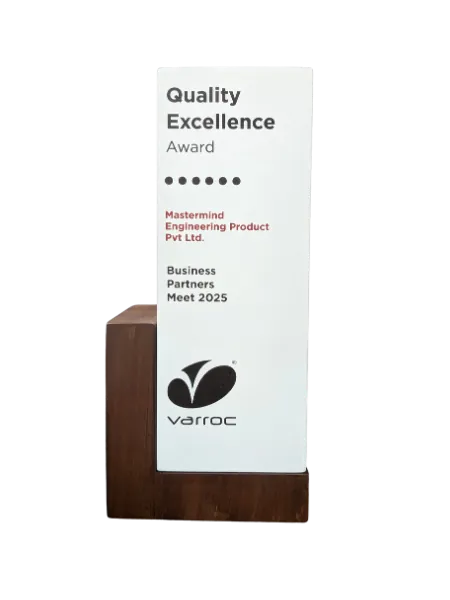 Quality
Excellence
Award
Mastermind
Engineering Product
Pvt Ltd.
Business
Partners
Meet 2025
varroc